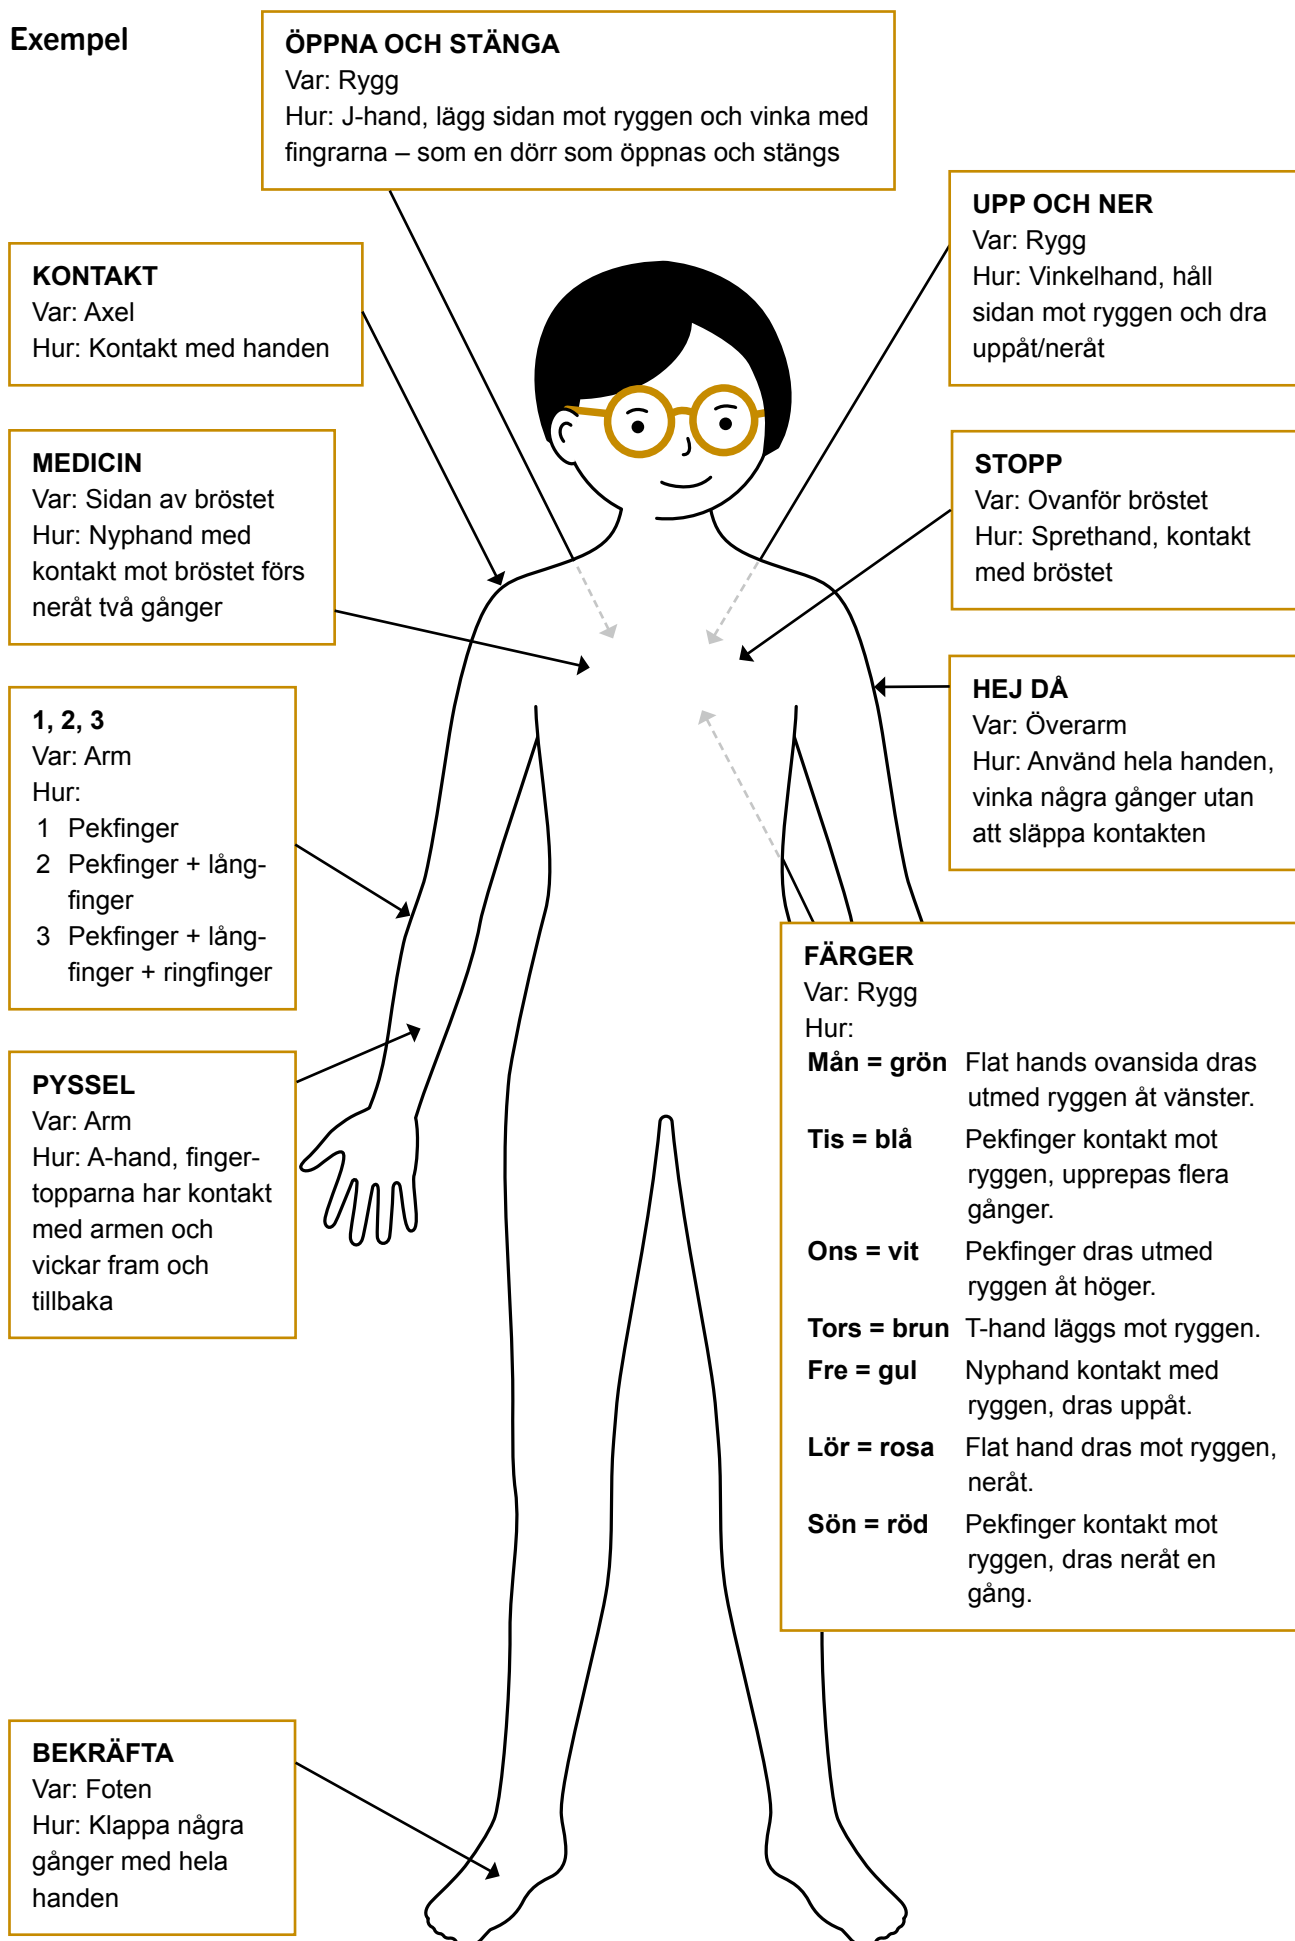 Exempel
ÖPPNA OCH STÄNGA
Var: Rygg
Hur: J-hand, lägg sidan mot ryggen och vinka med
fingrarna – som en dörr som öppnas och stängs
UPP OCH NER
Var: Rygg
Hur: Vinkelhand, håll
sidan mot ryggen och dra
uppåt/neråt
KONTAKT
Var: Axel
Hur: Kontakt med handen
MEDICIN
Var: Sidan av bröstet
Hur: Nyphand med
kontakt mot bröstet förs
neråt två gånger
STOPP
Var: Ovanför bröstet
Hur: Sprethand, kontakt
med bröstet
HEJ DÅ
Var: Överarm
Hur: Använd hela handen,
vinka några gånger utan
att släppa kontakten
1, 2, 3
Var: Arm
Hur:
1 Pekfinger
2 Pekfinger + lång-
finger
3 Pekfinger + lång-
finger + ringfinger
PYSSEL
Var: Arm
Hur: A-hand, finger-
topparna har kontakt
med armen och
vickar fram och
tillbaka
FÄRGER
Var: Rygg
Hur:
Mån = grön Flat hands ovansida dras
utmed ryggen åt vänster.
Tis = blå Pekfinger kontakt mot
ryggen, upprepas flera
gånger.
Ons = vit Pekfinger dras utmed
ryggen åt höger.
Tors = brun T-hand läggs mot ryggen.
Fre = gul Nyphand kontakt med
ryggen, dras uppåt.
Lör = rosa Flat hand dras mot ryggen,
neråt.
Sön = röd Pekfinger kontakt mot
ryggen, dras neråt en
gång.
BEKRÄFTA
Var: Foten
Hur: Klappa några
gånger med hela
handen